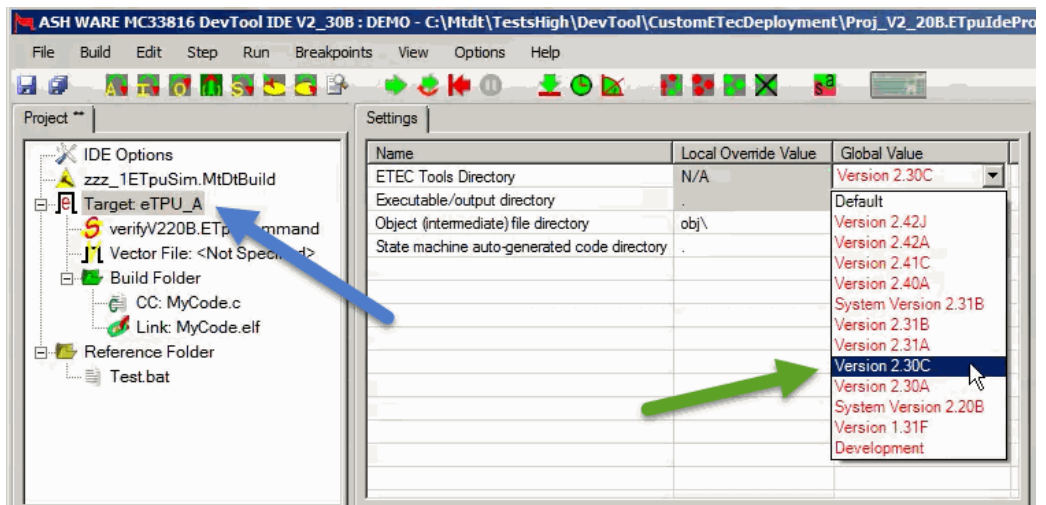 ASH WARE MC33816 DevTool IDE V2_30B : DEMO - C:\Mtdt\TestsHigh\DevTool\CustomETecDeployment\Proj_V2_20B.ETpuIdePro
File Build Edit Step Run Breakpoints View Options Help
Project **
IDE Options
zzz_1ETpuSim.MtDtBuild
Target: eTPU_A
Vector File: <Not
Build Folder
CC: MyCode.c
Link: MyCode.elf
Reference Folder
Test.bat
Settings
Name Local Override Value Global Value
ETEC Tools Directory N/A Version 2.30C
Executable/output directory .
Object (intermediate) file directory obj\
State machine auto-generated code directory .
Default
Version 2.42J
Version 2.42A
Version 2.41C
Version 2.40A
System Version 2.31B
Version 2.31B
Version 2.31A
Version 2.30C
Version 2.30A
System Version 2.20B
Version 1.31F
Development